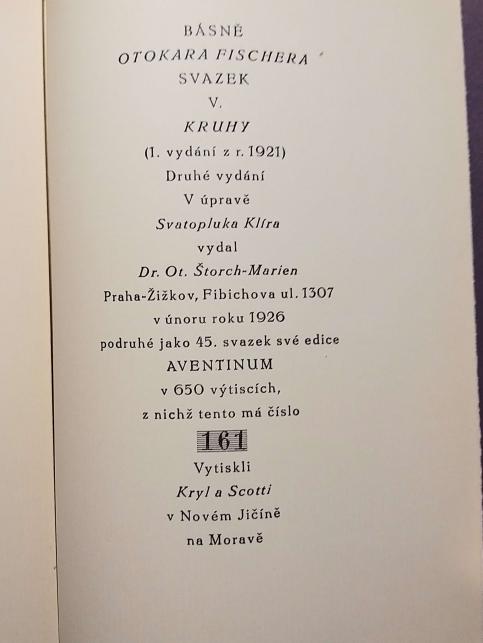 BÁSNĚ
OTOKARA FISCHERA
SVAZEK
V.
KRUHY
(1. vydání z r. 1921)
Druhé vydání
V úpravě
Svatopluka Klíra
vydal
Dr. Ot. Štorch-Marien
Praha-Žižkov, Fibichova ul. 1307
v únoru roku 1926
podruhé jako 45. svazek své edice
AVENTINUM
v 650 výtiscích,
z nichž tento má číslo
161
Vytiskli
Kryl a Scotti
v Novém Jičíně
na Moravě